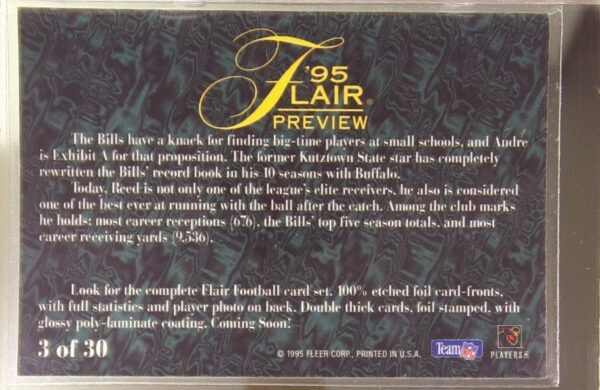 '95
FLAIR®
PREVIEW
The Bills have a knack for finding big-time players at small schools, and Andre
is Exhibit A for that proposition. The former Kutztown State star has completely
rewritten the Bills' record book in his 10 seasons with Buffalo.
Today, Reed is not only one of the league's elite receivers, he also is considered
one of the best ever at running with the ball after the catch. Among the club marks
he holds: most career receptions (676), the Bills' top five season totals, and most
career receiving yards (9,536).
Look for the complete Flair Football card set. 100% etched foil card-fronts,
with full statistics and player photo on back. Double thick cards, foil stamped, with
glossy poly-laminate coating. Coming Soon!
3 of 30
© 1995 FLEER CORP., PRINTED IN U.S.A.
Team NFL
PLAYERS